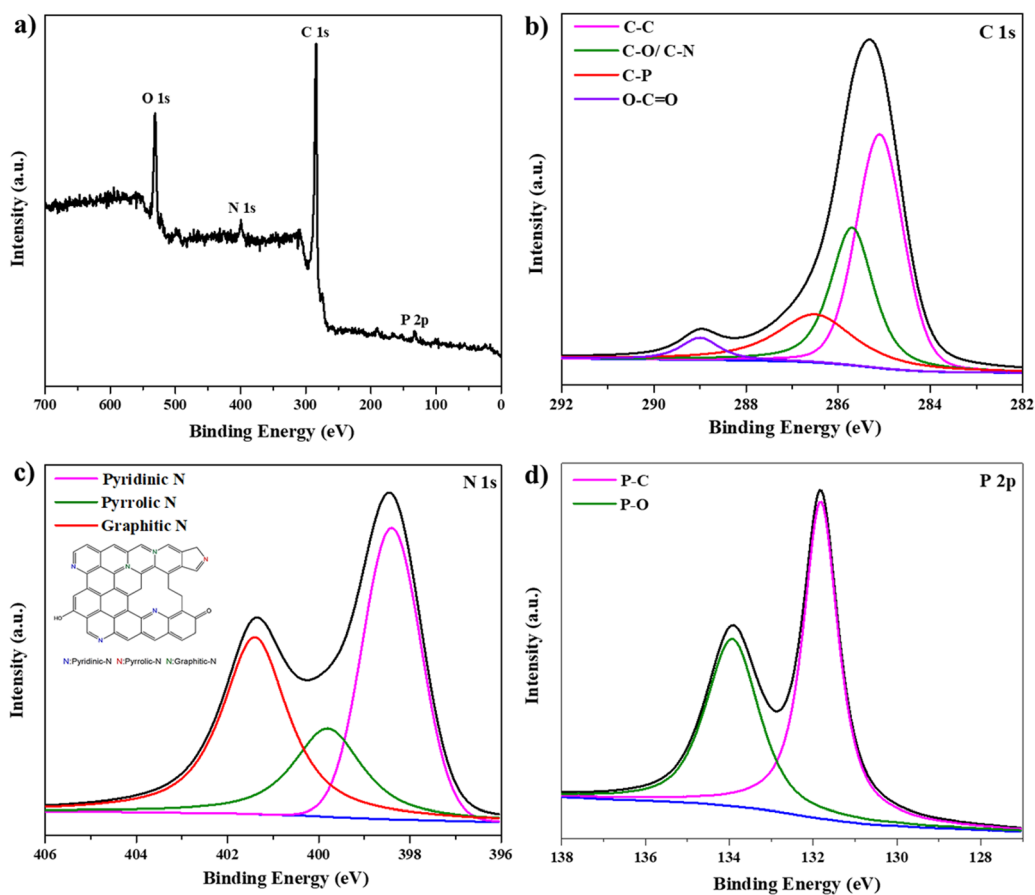 a)
C 1s
O 1s
N 1s
P 2p
Intensity (a.u.)
700 600 500 400 300 200 100 0
Binding Energy (eV)
b)
C-C
C-O/ C-N
C-P
O-C=O
C 1s
Intensity (a.u.)
292 290 288 286 284 282
Binding Energy (eV)
c)
Pyridinic N
Pyrrolic N
Graphitic N
N 1s
N
N
N
N
N
N
HO
O
N:Pyridinic-N N:Pyrrolic-N N:Graphitic-N
Intensity (a.u.)
406 404 402 400 398 396
Binding Energy (eV)
d)
P-C
P-O
P 2p
Intensity (a.u.)
138 136 134 132 130 128
Binding Energy (eV)